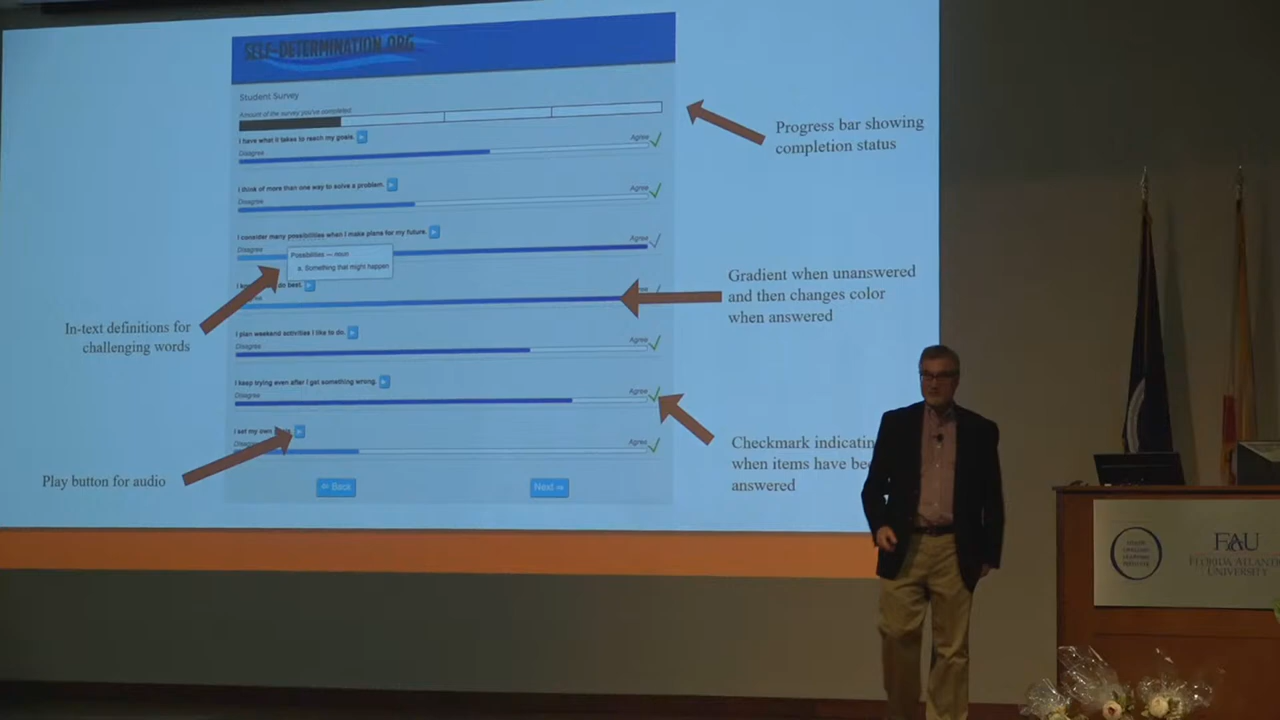 SELF-DETERMINATION.ORG
Student Survey
Amount of the survey you've completed
I have what it takes to reach my goals.
Disagree
Agree
I think of more than one way to solve a problem.
Disagree
Agree
I consider many possibilities when I make plans for my future.
Disagree
Agree
Possibilities — noun
a. Something that might happen
do best.
I plan weekend activities I like to do.
Disagree
Agree
I keep trying even after I get something wrong.
Disagree
Agree
I set my own
Disagree
Agree
⇦ Back
Next ⇨
Progress bar showing
completion status
Gradient when unanswered
and then changes color
when answered
In-text definitions for
challenging words
Checkmark indicatin
when items have be
answered
Play button for audio
FAU
FLORIDA ATLANTI
UNIVERSITY